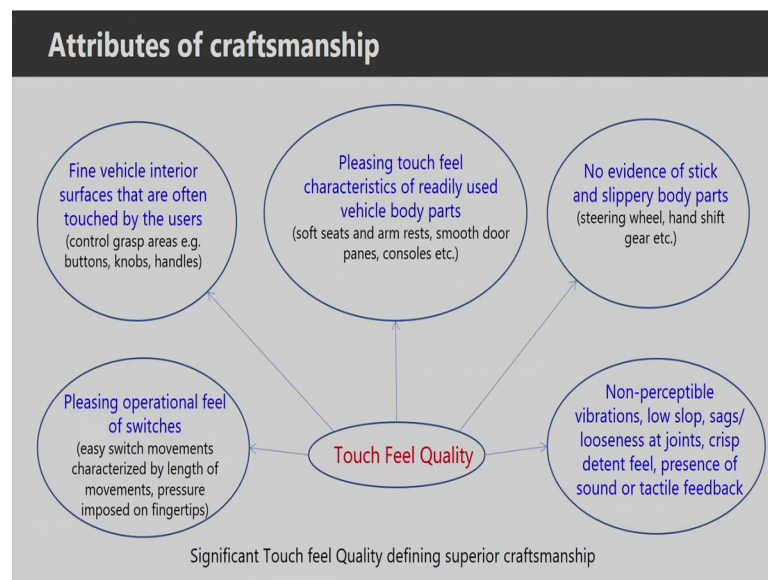 Attributes of craftsmanship
Fine vehicle interior
surfaces that are often
touched by the users
(control grasp areas e.g.
buttons, knobs, handles)
Pleasing touch feel
characteristics of readily used
vehicle body parts
(soft seats and arm rests, smooth door
panes, consoles etc.)
No evidence of stick
and slippery body parts
(steering wheel, hand shift
gear etc.)
Pleasing operational feel
of switches
(easy switch movements
characterized by length of
movements, pressure
imposed on fingertips)
Touch Feel Quality
Non-perceptible
vibrations, low slop, sags/
looseness at joints, crisp
detent feel, presence of
sound or tactile feedback
Significant Touch feel Quality defining superior craftsmanship